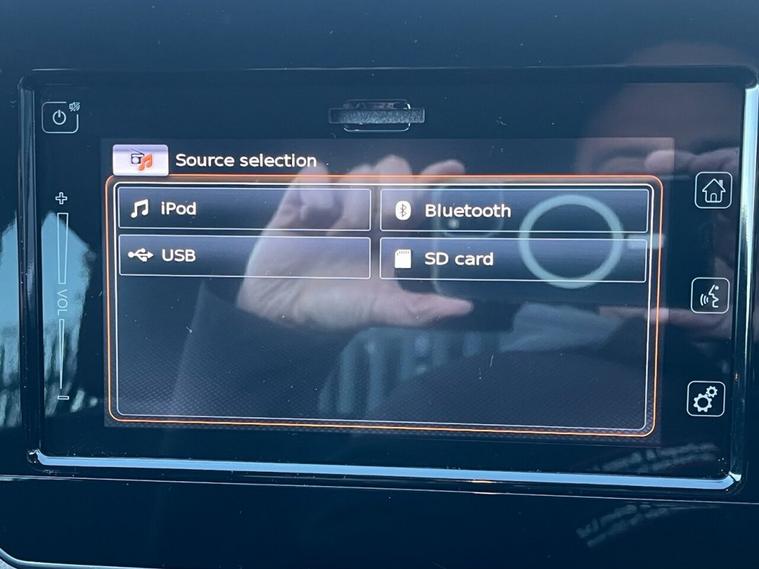 Source selection
iPod
Bluetooth
USB
SD card
VOL